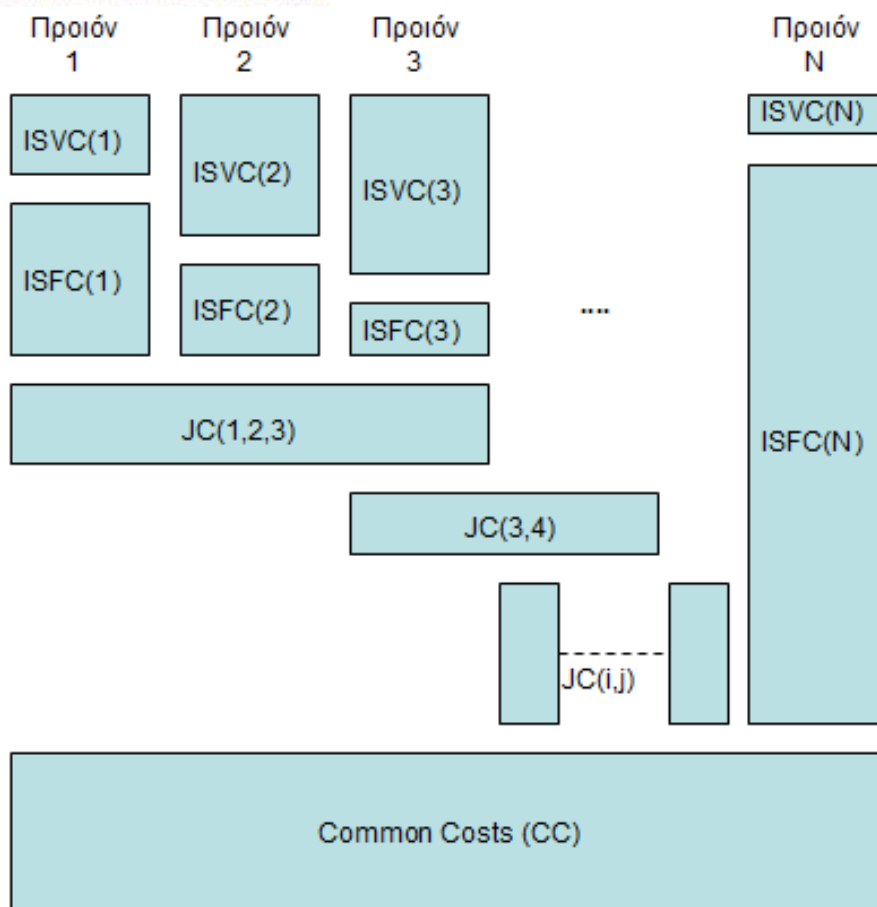 Προιόν
1
Προιόν
2
Προιόν
3
Προιόν
N
ISVC(1)
ISVC(2)
ISVC(3)
ISVC(N)
ISFC(1)
ISFC(2)
ISFC(3)
....
ISFC(N)
JC(1,2,3)
JC(3,4)
JC(i,j)
Common Costs (CC)